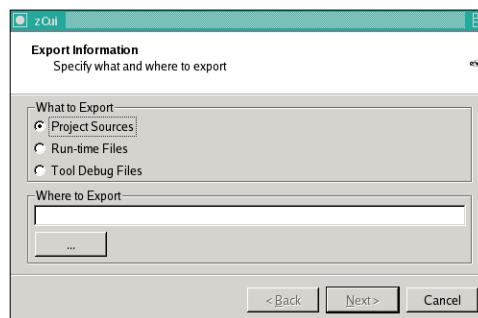 zCui
Export Information
Specify what and where to export
What to Export
Project Sources
Run-time Files
Tool Debug Files
Where to Export
...
< Back
Next >
Cancel